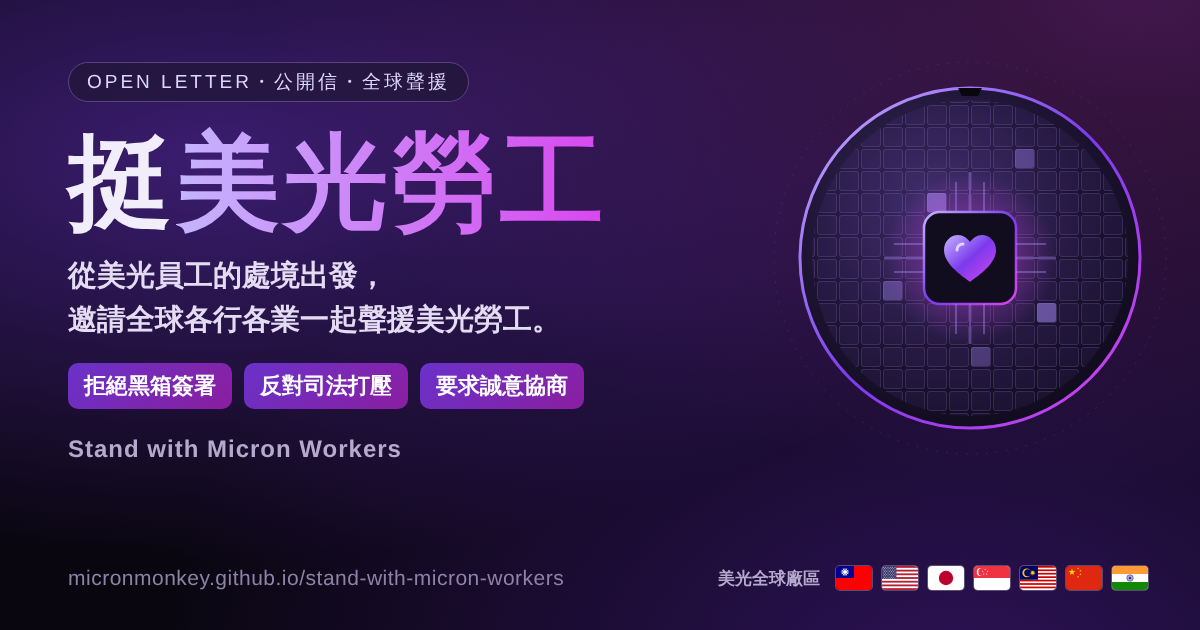 OPEN LETTER・公開信・全球聲援
挺美光勞工
從美光員工的處境出發，
邀請全球各行各業一起聲援美光勞工。
拒絕黑箱簽署 反對司法打壓 要求誠意協商
Stand with Micron Workers
micronmonkey.github.io/stand-with-micron-workers
美光全球廠區